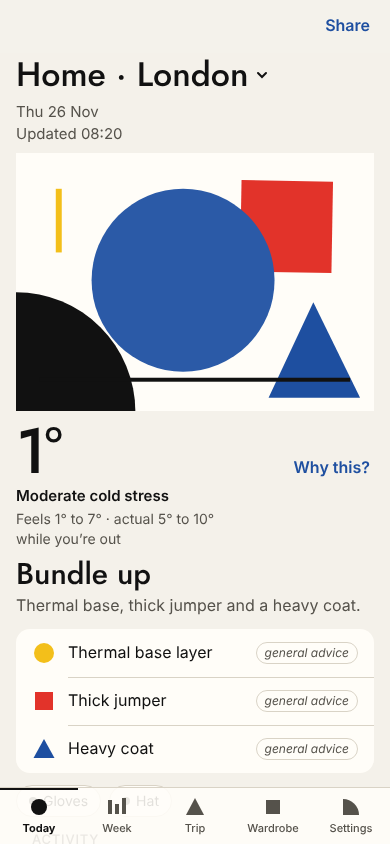 Share
Home · London
Thu 26 Nov
Updated 08:20
1°
Why this?
Moderate cold stress
Feels 1° to 7° · actual 5° to 10°
while you’re out
Bundle up
Thermal base, thick jumper and a heavy coat.
Thermal base layer general advice
Thick jumper general advice
Heavy coat general advice
Gloves Hat
Today Week Trip Wardrobe Settings
ACTIVITY